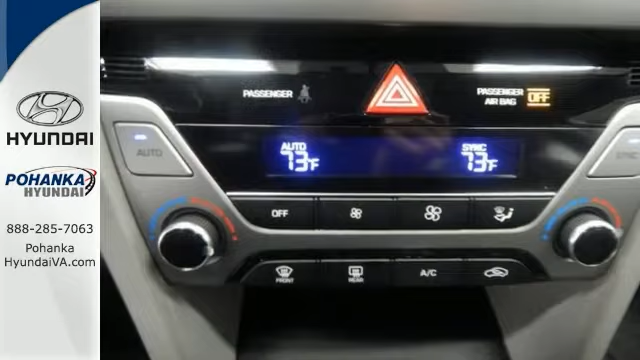 HYUNDAI
POHANKA
HYUNDAI
888-285-7063
Pohanka
HyundaiVA.com
PASSENGER
PASSENGER
AIR BAG OFF
AUTO
73°F
SYNC
73°F
AUTO
SYNC
OFF
FRONT
REAR
A/C